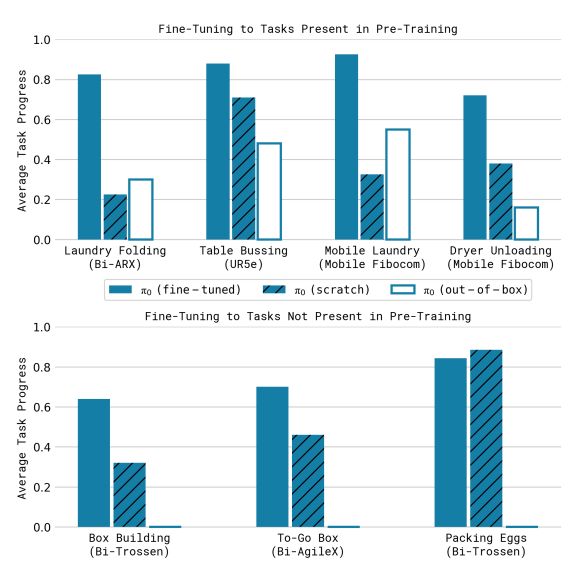 Fine-Tuning to Tasks Present in Pre-Training
Average Task Progress
1.0
0.8
0.6
0.4
0.2
0.0
Laundry Folding
(Bi-ARX)
Table Bussing
(UR5e)
Mobile Laundry
(Mobile Fibocom)
Dryer Unloading
(Mobile Fibocom)
π₀ (fine−tuned) π₀ (scratch) π₀ (out−of−box)
Fine-Tuning to Tasks Not Present in Pre-Training
Average Task Progress
1.0
0.8
0.6
0.4
0.2
0.0
Box Building
(Bi-Trossen)
To-Go Box
(Bi-AgileX)
Packing Eggs
(Bi-Trossen)